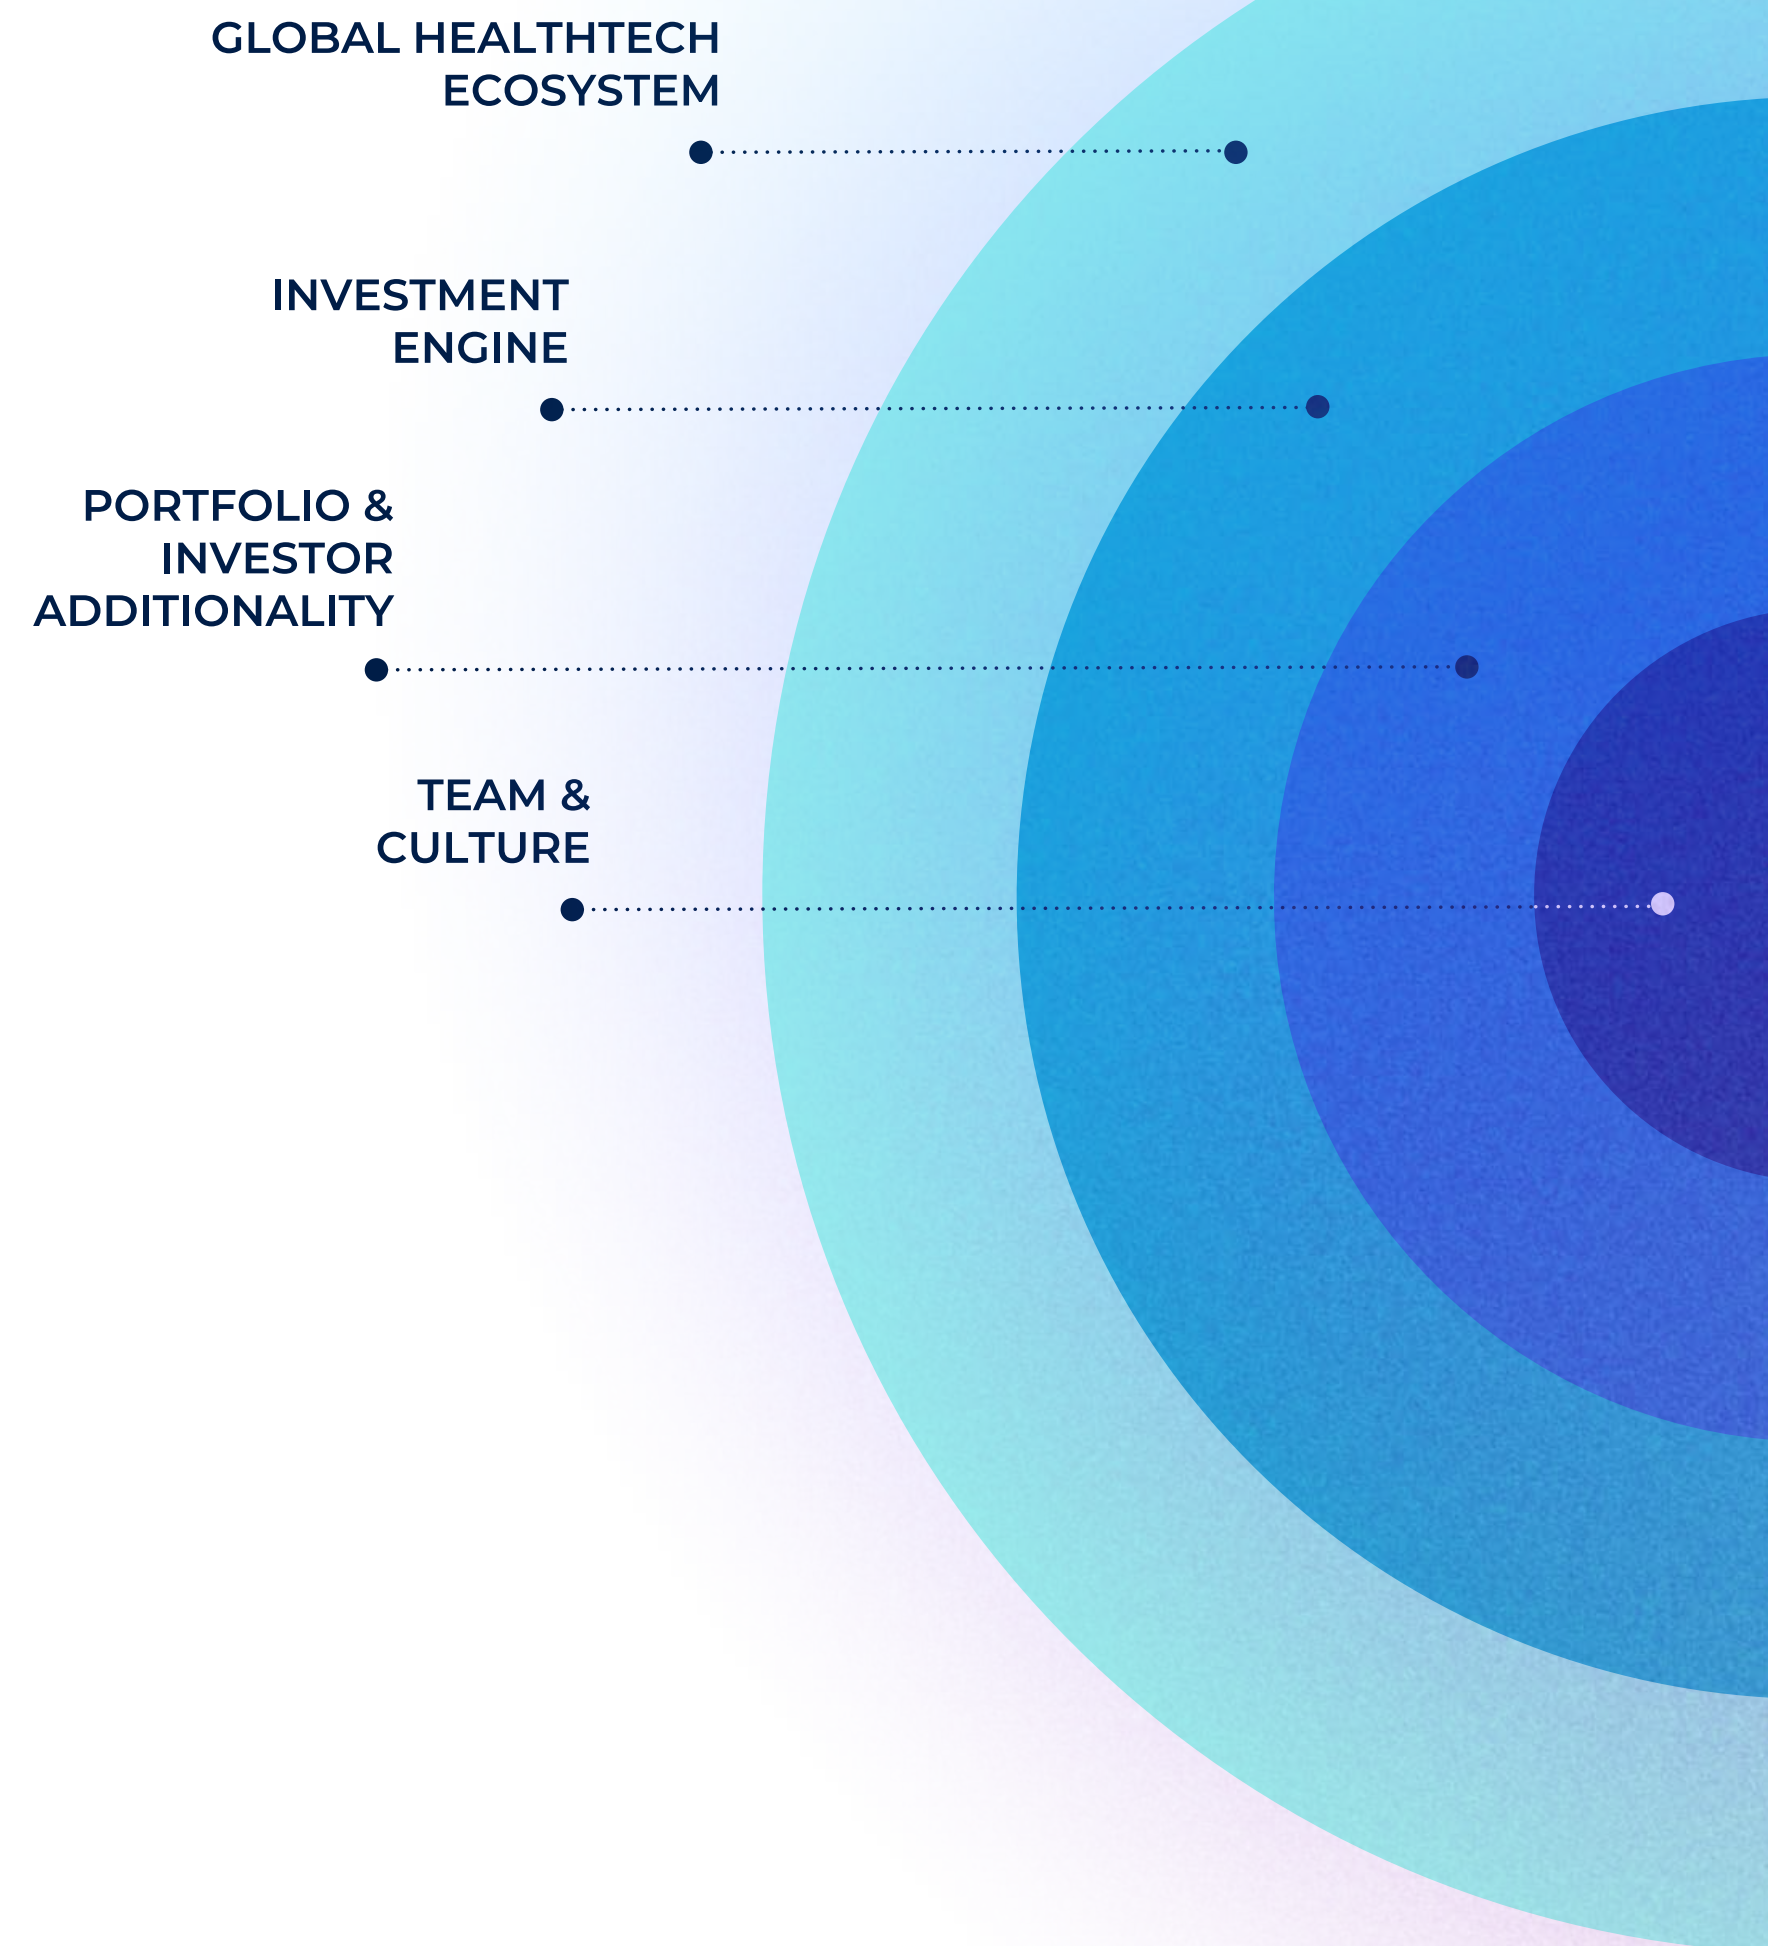 GLOBAL HEALTHTECH
ECOSYSTEM
INVESTMENT
ENGINE
PORTFOLIO &
INVESTOR
ADDITIONALITY
TEAM &
CULTURE